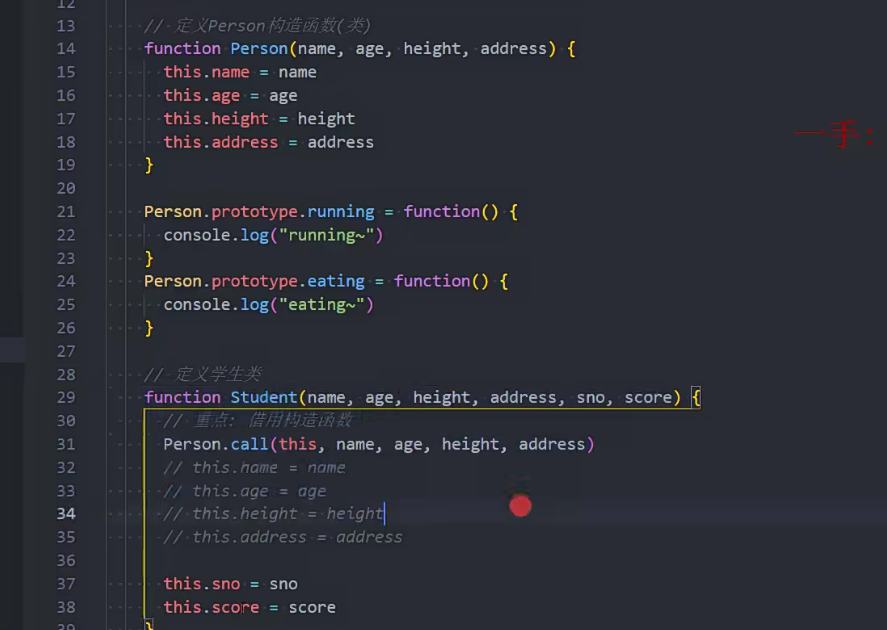 12
13 // 定义Person构造函数(类)
14 function Person(name, age, height, address) {
15 this.name = name
16 this.age = age
17 this.height = height
18 this.address = address
19 }
20
21 Person.prototype.running = function() {
22 console.log("running~")
23 }
24 Person.prototype.eating = function() {
25 console.log("eating~")
26 }
27
28 // 定义学生类
29 function Student(name, age, height, address, sno, score) {
30 // 重点: 借用构造函数
31 Person.call(this, name, age, height, address)
32 // this.name = name
33 // this.age = age
34 // this.height = height
35 // this.address = address
36
37 this.sno = sno
38 this.score = score
39 }
一手: